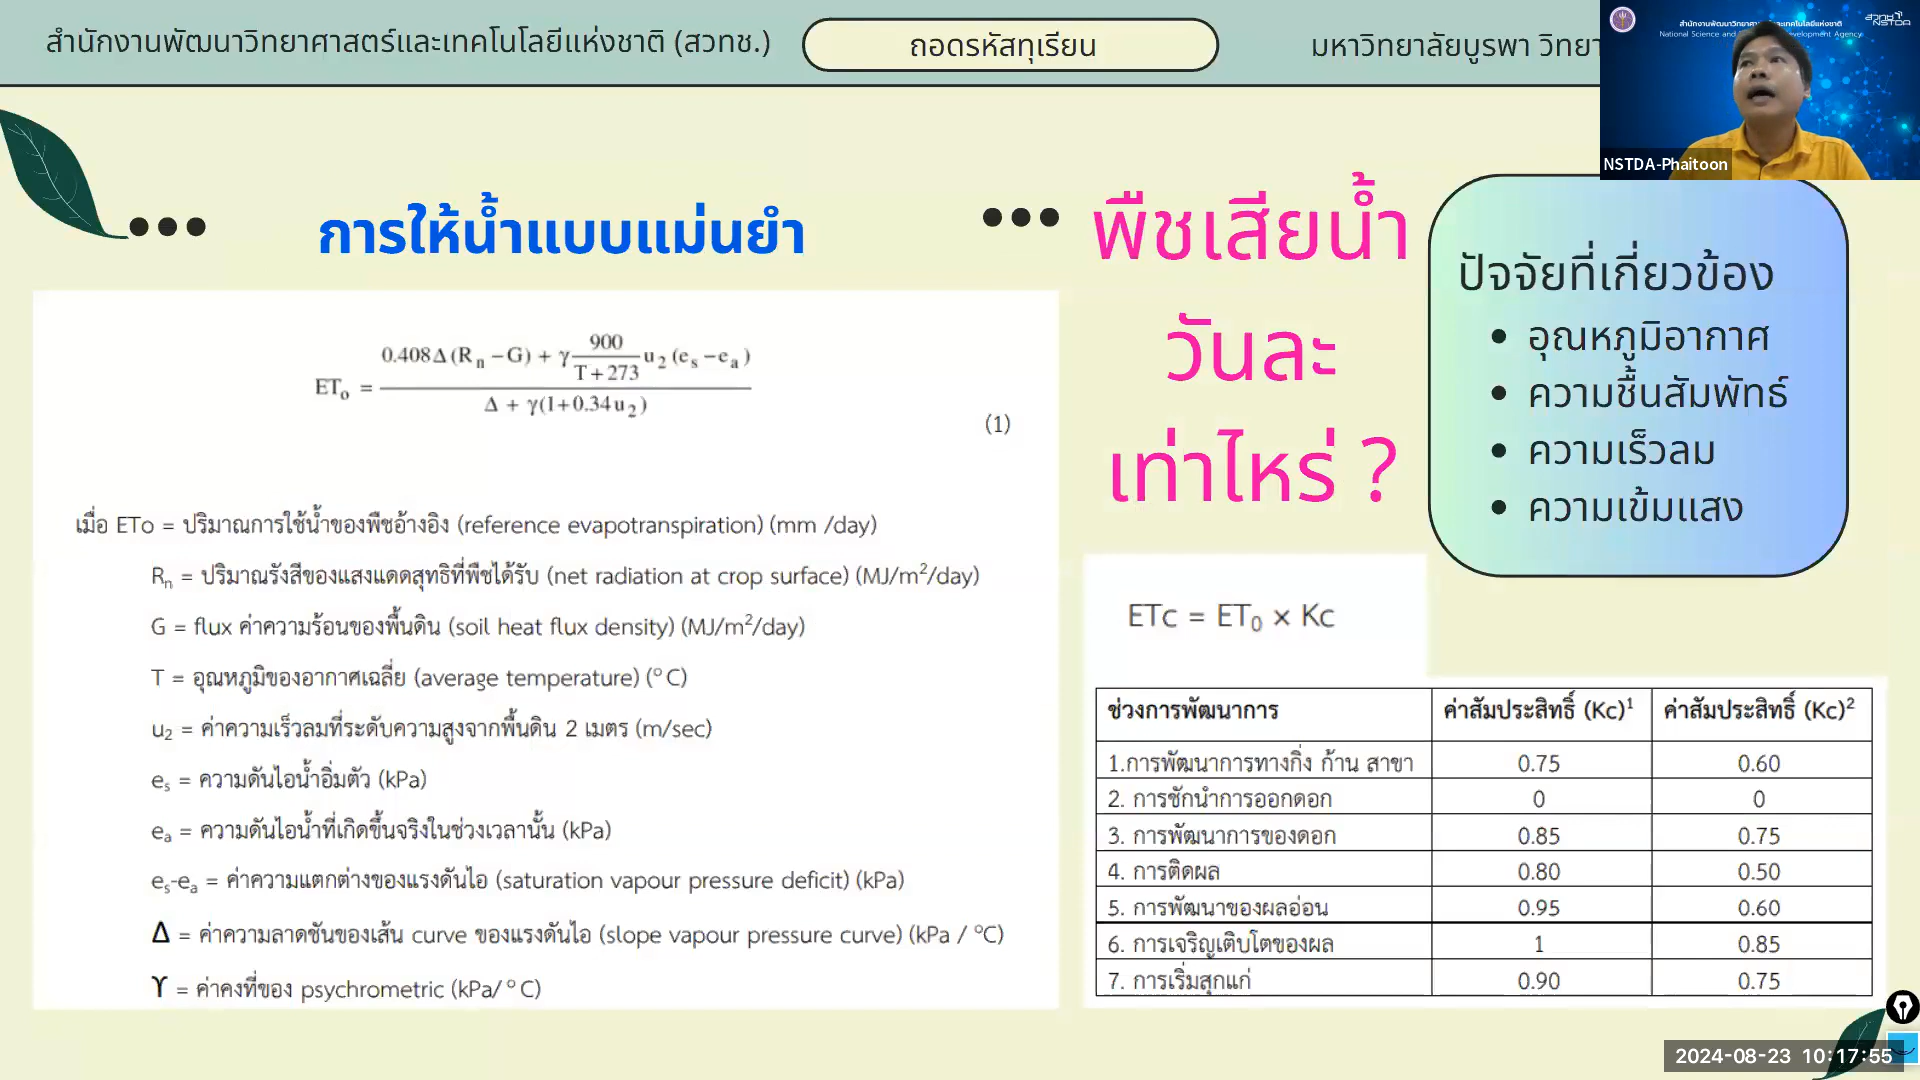 สำนักงานพัฒนาวิทยาศาสตร์และเทคโนโลยีแห่งชาติ (สวทช.)
ถอดรหัสทุเรียน
มหาวิทยาลัยบูรพา วิทยา
National Science and
velopment Agency
NSTDA
NSTDA-Phaitoon
การให้น้ำแบบแม่นยำ
พืชเสียน้ำ
วันละ
เท่าไหร่ ?
ปัจจัยที่เกี่ยวข้อง
• อุณหภูมิอากาศ
• ความชื้นสัมพัทธ์
• ความเร็วลม
• ความเข้มแสง
ETo = (0.408Δ(Rn −G) + γ 900/(T+273) u2 (es −ea)) / (Δ + γ(1+0.34u2))
(1)
เมื่อ ETo = ปริมาณการใช้น้ำของพืชอ้างอิง (reference evapotranspiration) (mm /day)
Rn = ปริมาณรังสีของแสงแดดสุทธิที่พืชได้รับ (net radiation at crop surface) (MJ/m²/day)
G = flux ค่าความร้อนของพื้นดิน (soil heat flux density) (MJ/m²/day)
T = อุณหภูมิของอากาศเฉลี่ย (average temperature) (°C)
u2 = ค่าความเร็วลมที่ระดับความสูงจากพื้นดิน 2 เมตร (m/sec)
es = ความดันไอน้ำอิ่มตัว (kPa)
ea = ความดันไอน้ำที่เกิดขึ้นจริงในช่วงเวลานั้น (kPa)
es-ea = ค่าความแตกต่างของแรงดันไอ (saturation vapour pressure deficit) (kPa)
Δ = ค่าความลาดชันของเส้น curve ของแรงดันไอ (slope vapour pressure curve) (kPa / °C)
ϒ = ค่าคงที่ของ psychrometric (kPa/ °C)
ETc = ET₀ × Kc
ช่วงการพัฒนาการ ค่าสัมประสิทธิ์ (Kc)¹ ค่าสัมประสิทธิ์ (Kc)²
1.การพัฒนาการทางกิ่ง ก้าน สาขา 0.75 0.60
2. การชักนำการออกดอก 0 0
3. การพัฒนาการของดอก 0.85 0.75
4. การติดผล 0.80 0.50
5. การพัฒนาของผลอ่อน 0.95 0.60
6. การเจริญเติบโตของผล 1 0.85
7. การเริ่มสุกแก่ 0.90 0.75
2024-08-23 10:17:55